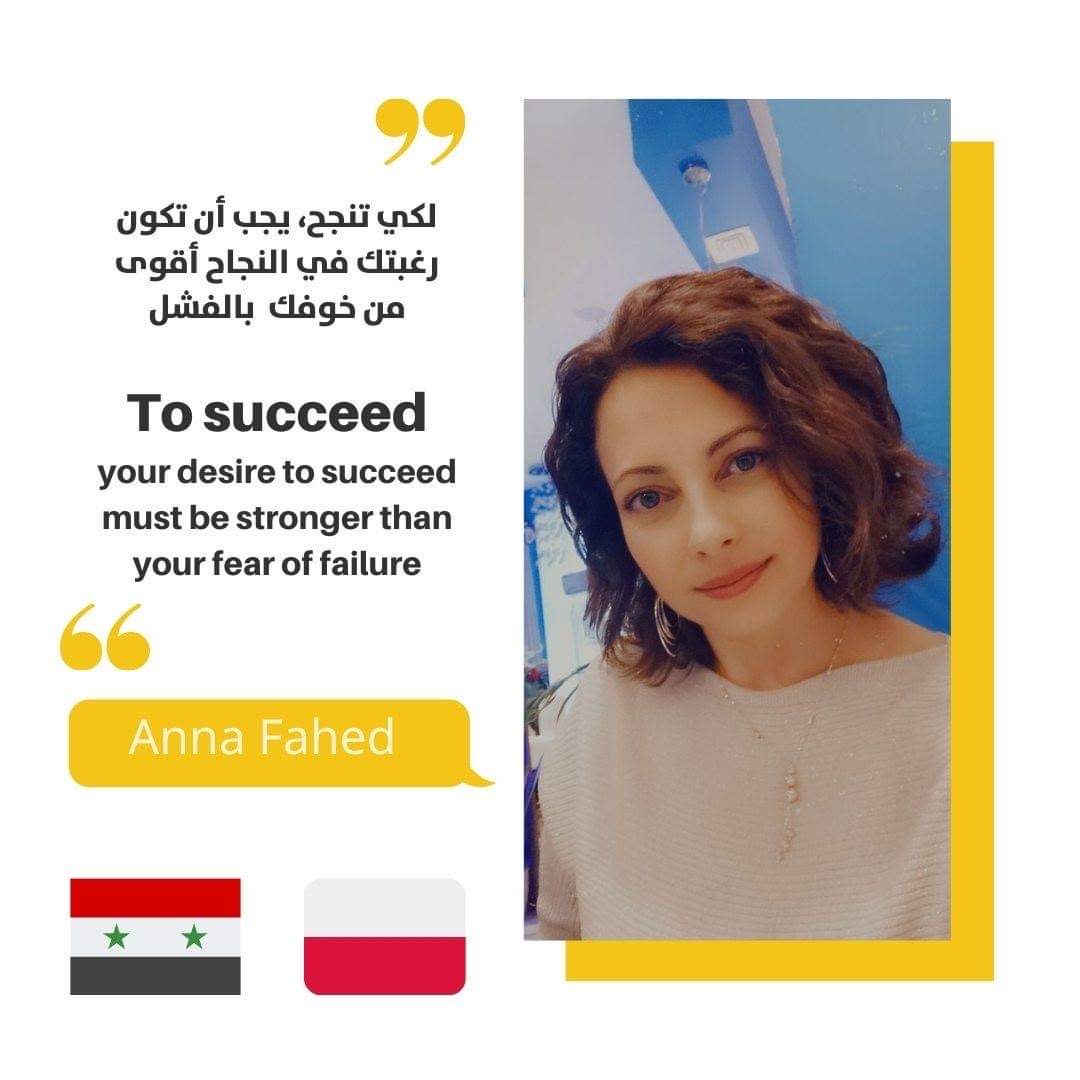 لكي تنجح، يجب أن تكون
رغبتك في النجاح أقوى
من خوفك بالفشل
To succeed
your desire to succeed
must be stronger than
your fear of failure
Anna Fahed